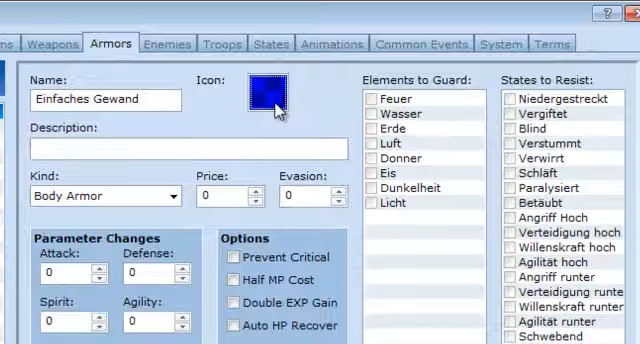 Weapons Armors Enemies Troops States Animations Common Events System Terms
Name: Icon: Elements to Guard: States to Resist:
Einfaches Gewand
Feuer
Wasser
Erde
Luft
Donner
Eis
Dunkelheit
Licht
Niedergestreckt
Vergiftet
Blind
Verstummt
Verwirrt
Schläft
Paralysiert
Betäubt
Angriff Hoch
Verteidigung hoch
Willenskraft hoch
Agilität hoch
Angriff runter
Verteidigung runte
Willenskraft runter
Agilität runter
Schwebend
Description:
Kind: Price: Evasion:
Body Armor 0 0
Parameter Changes
Attack: Defense:
0 0
Spirit: Agility:
0 0
Options
Prevent Critical
Half MP Cost
Double EXP Gain
Auto HP Recover